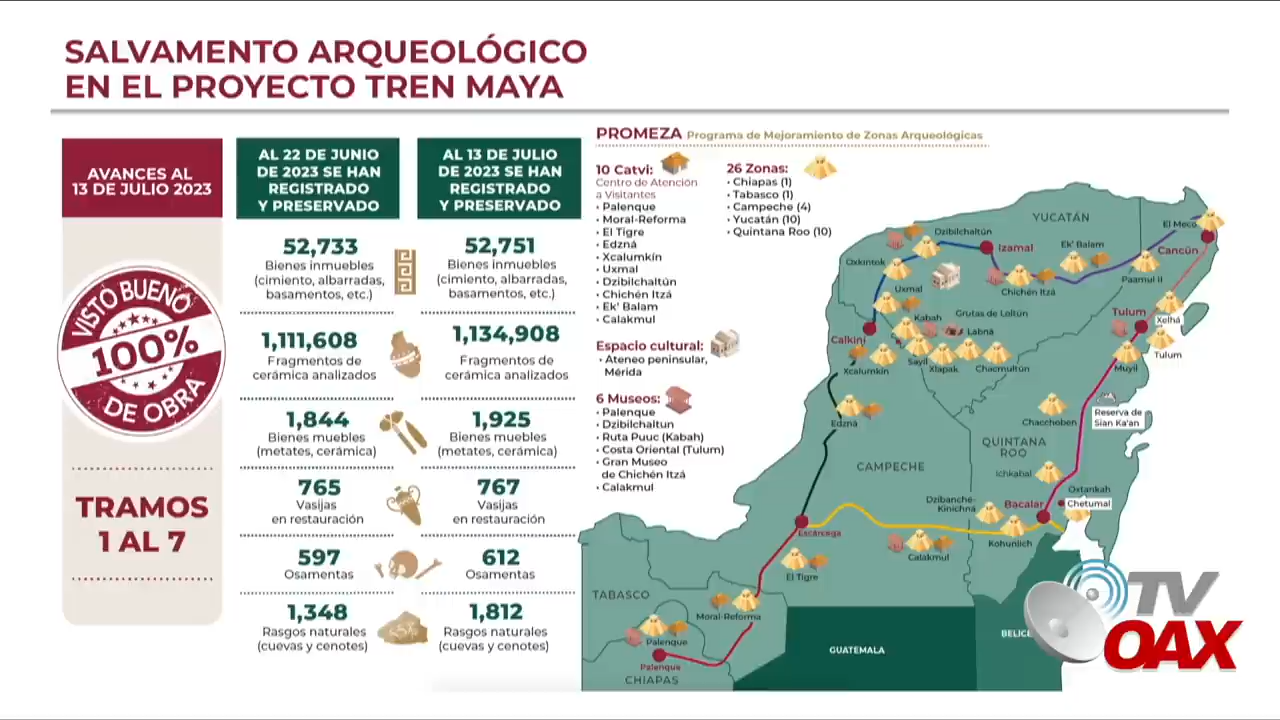 SALVAMENTO ARQUEOLÓGICO
EN EL PROYECTO TREN MAYA
AVANCES AL
13 DE JULIO 2023
VISTO BUENO
100%
DE OBRA
TRAMOS
1 AL 7
AL 22 DE JUNIO
DE 2023 SE HAN
REGISTRADO
Y PRESERVADO
52,733
Bienes inmuebles
(cimiento, albarradas,
basamentos, etc.)
1,111,608
Fragmentos de
cerámica analizados
1,844
Bienes muebles
(metates, cerámica)
765
Vasijas
en restauración
597
Osamentas
1,348
Rasgos naturales
(cuevas y cenotes)
AL 13 DE JULIO
DE 2023 SE HAN
REGISTRADO
Y PRESERVADO
52,751
Bienes inmuebles
(cimiento, albarradas,
basamentos, etc.)
1,134,908
Fragmentos de
cerámica analizados
1,925
Bienes muebles
(metates, cerámica)
767
Vasijas
en restauración
612
Osamentas
1,812
Rasgos naturales
(cuevas y cenotes)
PROMEZA Programa de Mejoramiento de Zonas Arqueológicas
10 Catvi:
Centro de Atención
a Visitantes
• Palenque
• Moral-Reforma
• El Tigre
• Edzná
• Xcalumkín
• Uxmal
• Dzibilchaltún
• Chichén Itzá
• Ek' Balam
• Calakmul
Espacio cultural:
• Ateneo peninsular,
Mérida
6 Museos:
• Palenque
• Dzibilchaltun
• Ruta Puuc (Kabah)
• Costa Oriental (Tulum)
• Gran Museo
de Chichén Itzá
• Calakmul
26 Zonas:
• Chiapas (1)
• Tabasco (1)
• Campeche (4)
• Yucatán (10)
• Quintana Roo (10)
YUCATÁN
El Meco
Cancún
Dzibilchaltún
Izamal
Ek' Balam
Oxkintok
Paamul II
Uxmal
Chichén Itzá
Kabah
Grutas de Loltún
Labná
Tulum
Xelhá
Calkiní
Tulum
Sayil
Xlapak
Chacmultún
Xcalumkín
Muyil
Edzná
Chacchoben
Reserva de
Sian Ka'an
QUINTANA
ROO
CAMPECHE
Ichkabal
Oxtankah
Dzibanché-
Kinichná
Bacalar
Chetumal
Escárcega
Calakmul
Kohunlich
El Tigre
TABASCO
Moral-Reforma
Palenque
Palenque
CHIAPAS
GUATEMALA
BELICE
TV
OAX